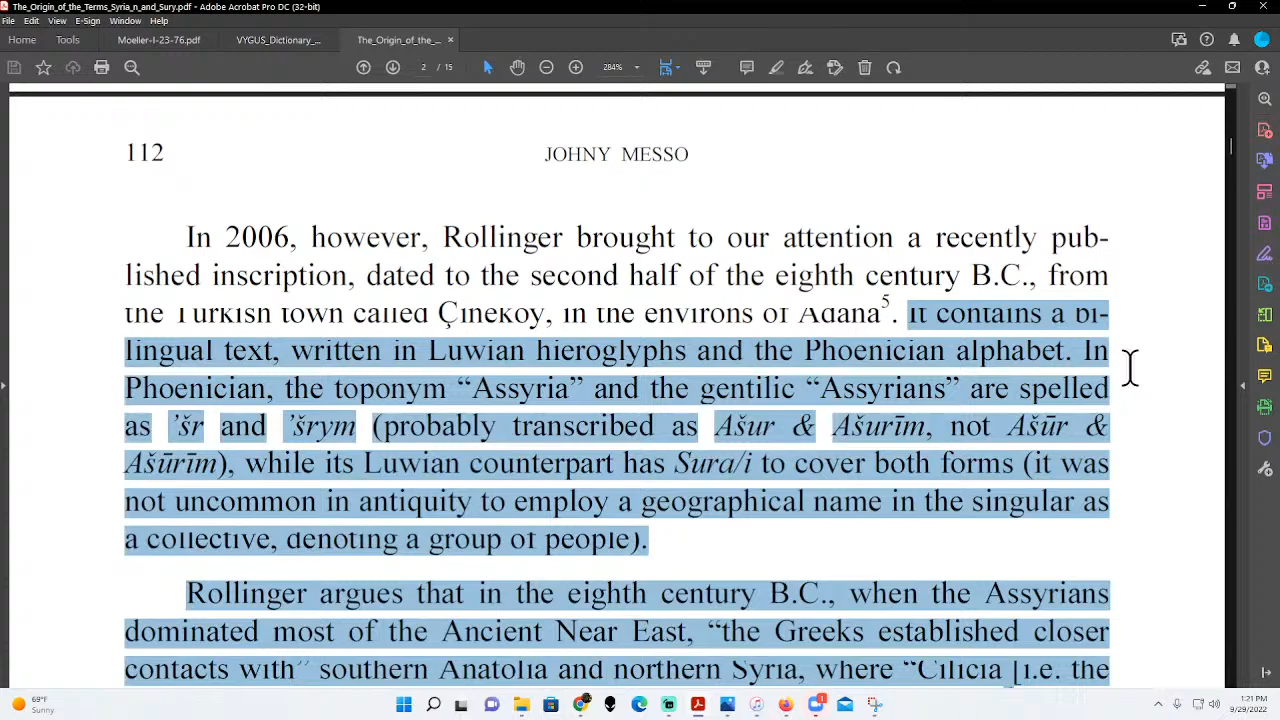 The_Origin_of_the_Terms_Syria_n_and_Sury.pdf - Adobe Acrobat Pro DC (32-bit)
File Edit View E-Sign Window Help
Home Tools Moeller-I-23-76.pdf VYGUS_Dictionary_... The_Origin_of_the_...
2 / 15 284%
112 JOHNY MESSO
In 2006, however, Rollinger brought to our attention a recently pub-
lished inscription, dated to the second half of the eighth century B.C., from
the Turkish town called Çineköy, in the environs of Adana5. It contains a bi-
lingual text, written in Luwian hieroglyphs and the Phoenician alphabet. In
Phoenician, the toponym “Assyria” and the gentilic “Assyrians” are spelled
as ’šr and ’šrym (probably transcribed as Ašur & Ašurīm, not Ašūr &
Ašūrīm), while its Luwian counterpart has Sura/i to cover both forms (it was
not uncommon in antiquity to employ a geographical name in the singular as
a collective, denoting a group of people).
Rollinger argues that in the eighth century B.C., when the Assyrians
dominated most of the Ancient Near East, “the Greeks established closer
contacts with” southern Anatolia and northern Syria, where “Cilicia [i.e. the
69°F
Sunny
1:21 PM
9/29/2022